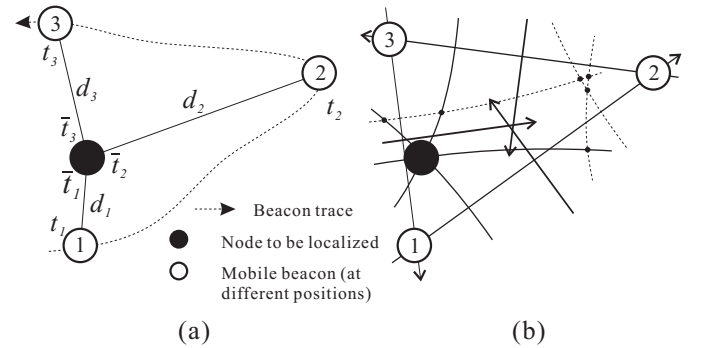 3
t3
d3
2
d2
t2
t̄3
t̄2
t̄1
d1
t1
1
Beacon trace
Node to be localized
Mobile beacon (at
different positions)
(a)
3
2
1
(b)